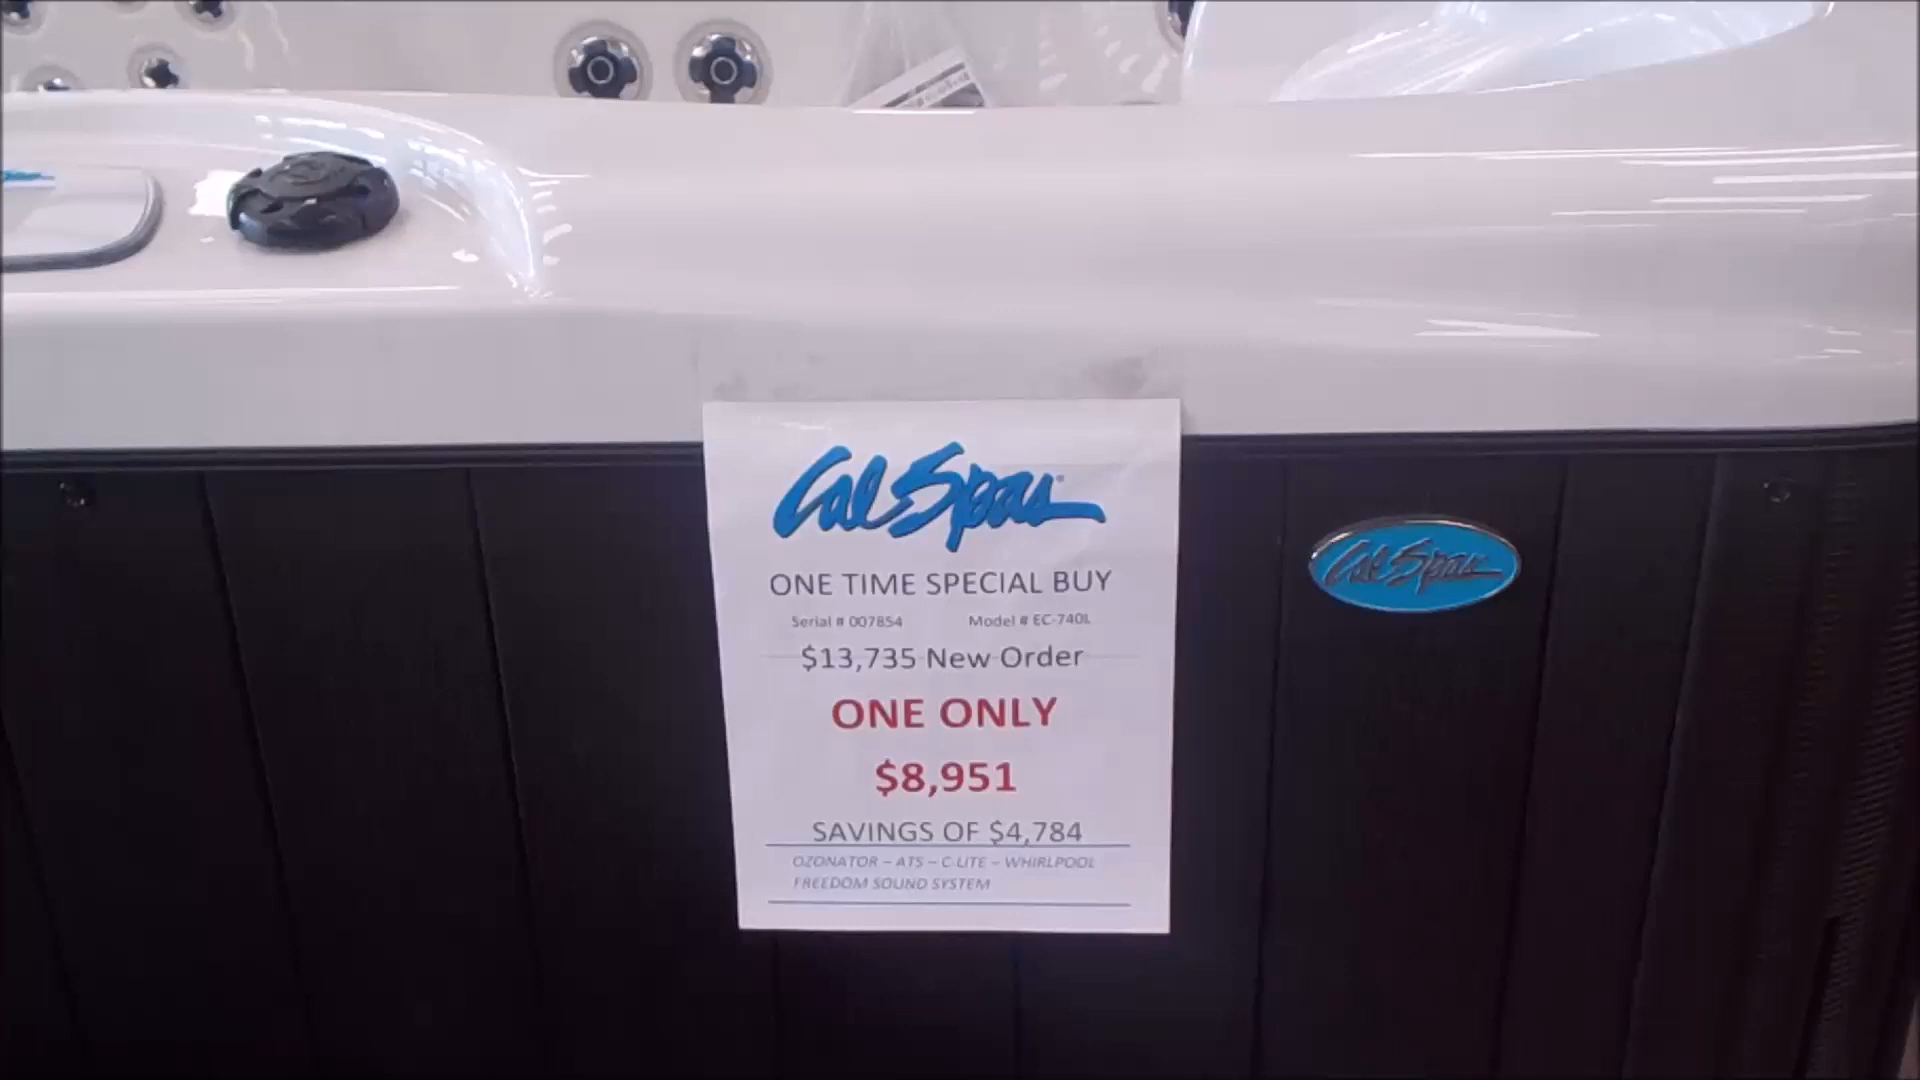 Cal Spas
ONE TIME SPECIAL BUY
Serial # 007854 Model # EC-740L
$13,735 New Order
ONE ONLY
$8,951
SAVINGS OF $4,784
OZONATOR – ATS – C-LITE – WHIRLPOOL
FREEDOM SOUND SYSTEM
Cal Spas